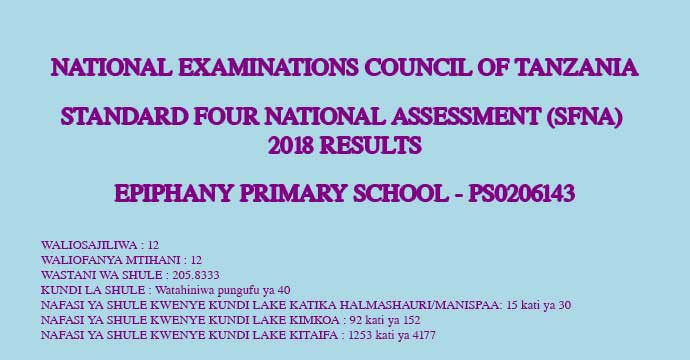 NATIONAL EXAMINATIONS COUNCIL OF TANZANIA
STANDARD FOUR NATIONAL ASSESSMENT (SFNA)
2018 RESULTS
EPIPHANY PRIMARY SCHOOL - PS0206143
WALIOSAJILIWA : 12
WALIOFANYA MTIHANI : 12
WASTANI WA SHULE : 205.8333
KUNDI LA SHULE : Watahiniwa pungufu ya 40
NAFASI YA SHULE KWENYE KUNDI LAKE KATIKA HALMASHAURI/MANISPAA: 15 kati ya 30
NAFASI YA SHULE KWENYE KUNDI LAKE KIMKOA : 92 kati ya 152
NAFASI YA SHULE KWENYE KUNDI LAKE KITAIFA : 1253 kati ya 4177